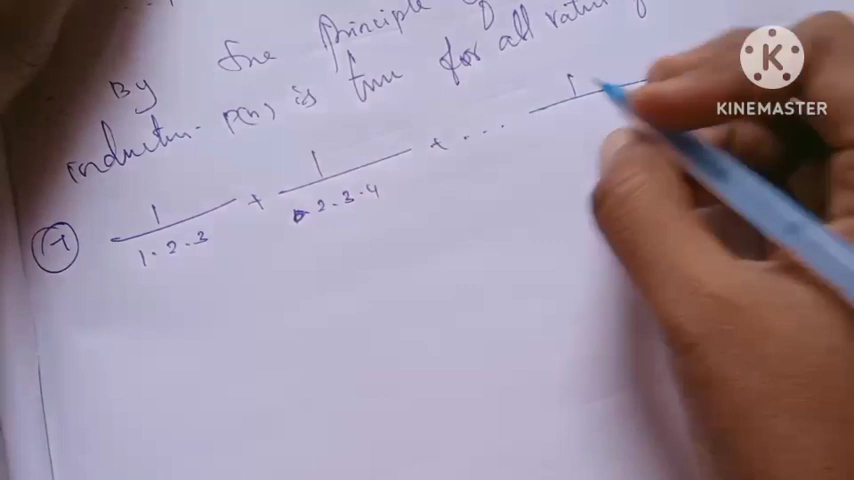 By the principle
induction. p(n) is true for all values
7 1/1.2.3 + 1/2.3.4 + ... 1
K
KINEMASTER